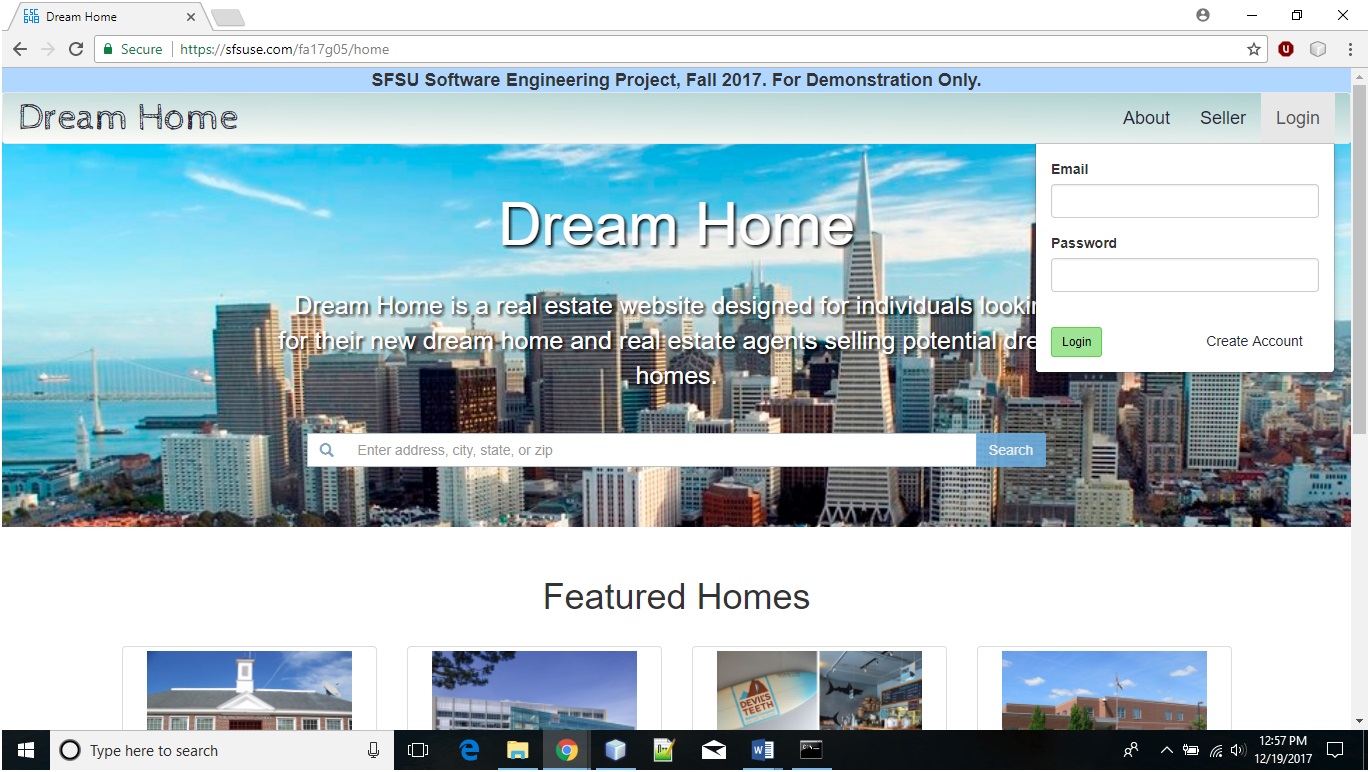 CSC
648
Dream Home
Secure
https://sfsuse.com/fa17g05/home
SFSU Software Engineering Project, Fall 2017. For Demonstration Only.
Dream Home
About
Seller
Login
Email
Password
Login
Create Account
Dream Home
Dream Home is a real estate website designed for individuals lookin
for their new dream home and real estate agents selling potential dre
homes.
Enter address, city, state, or zip
Search
Featured Homes
DEVIL'S
TEETH
Type here to search
12:57 PM
12/19/2017